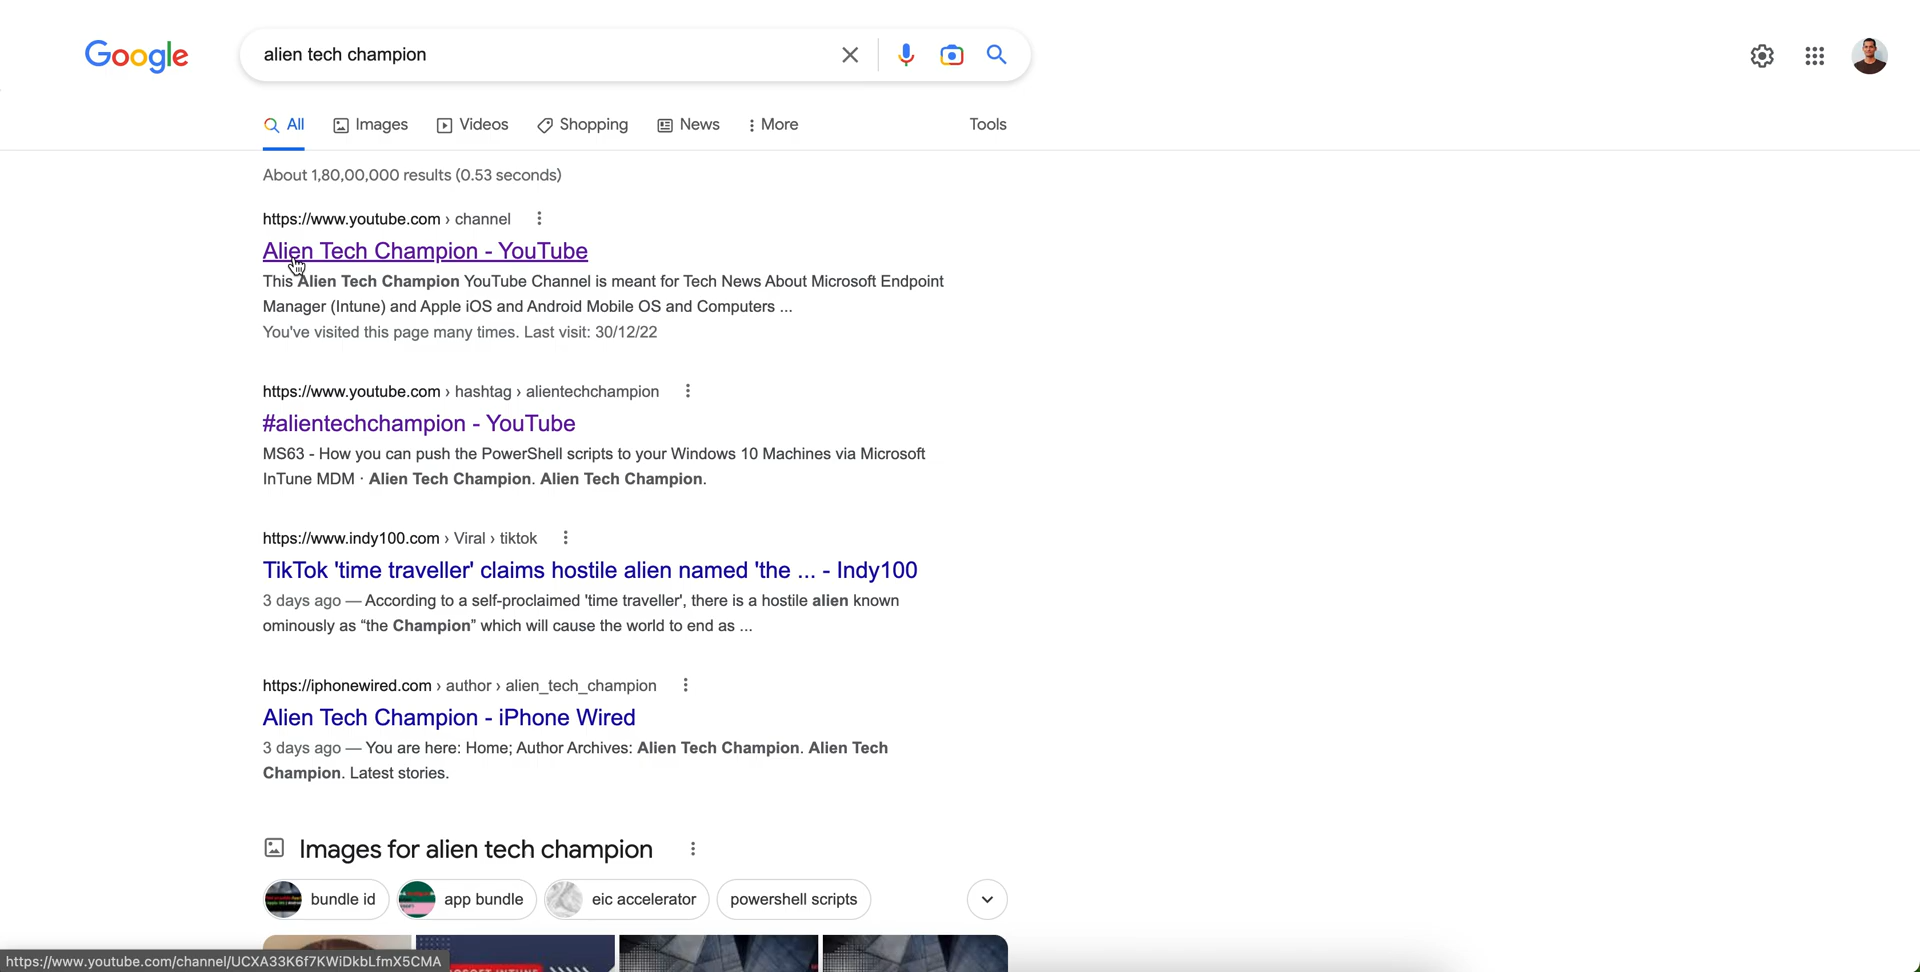 Google
alien tech champion
All Images Videos Shopping News More Tools
About 1,80,00,000 results (0.53 seconds)
https://www.youtube.com › channel
Alien Tech Champion - YouTube
This Alien Tech Champion YouTube Channel is meant for Tech News About Microsoft Endpoint
Manager (Intune) and Apple iOS and Android Mobile OS and Computers ...
You've visited this page many times. Last visit: 30/12/22
https://www.youtube.com › hashtag › alientechchampion
#alientechchampion - YouTube
MS63 - How you can push the PowerShell scripts to your Windows 10 Machines via Microsoft
InTune MDM · Alien Tech Champion. Alien Tech Champion.
https://www.indy100.com › Viral › tiktok
TikTok 'time traveller' claims hostile alien named 'the ... - Indy100
3 days ago — According to a self-proclaimed 'time traveller', there is a hostile alien known
ominously as “the Champion” which will cause the world to end as ...
https://iphonewired.com › author › alien_tech_champion
Alien Tech Champion - iPhone Wired
3 days ago — You are here: Home; Author Archives: Alien Tech Champion. Alien Tech
Champion. Latest stories.
Images for alien tech champion
bundle id app bundle eic accelerator powershell scripts
https://www.youtube.com/channel/UCXA33K6f7KWiDkbLfmX5CMA